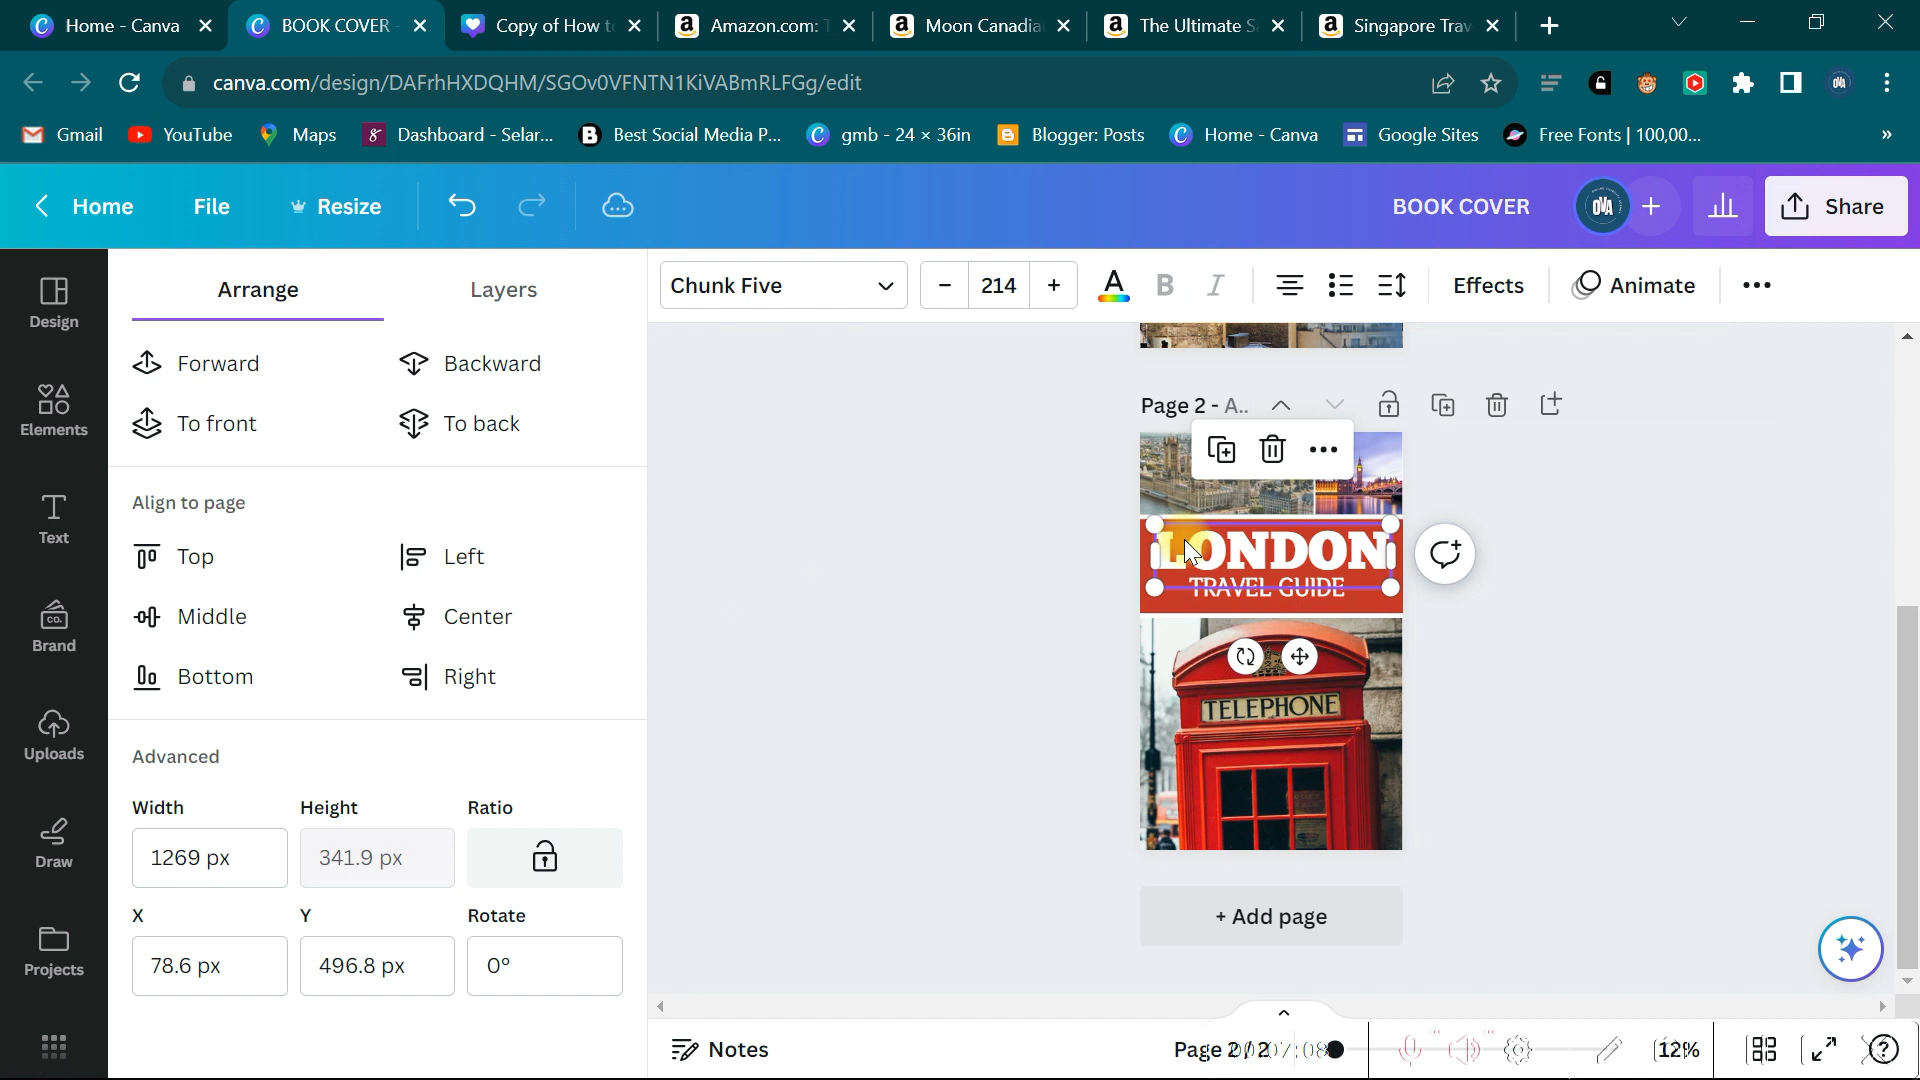 Home - Canva
BOOK COVER -
Copy of How t
Amazon.com: T
Moon Canadia
The Ultimate S
Singapore Trav
canva.com/design/DAFrhHXDQHM/SGOv0VFNTN1KiVABmRLFGg/edit
Gmail
YouTube
Maps
Dashboard - Selar...
Best Social Media P...
gmb - 24 × 36in
Blogger: Posts
Home - Canva
Google Sites
Free Fonts | 100,00...
»
Home
File
Resize
BOOK COVER
OVA
+
Share
Design
Elements
Text
Brand
Uploads
Draw
Projects
Arrange
Layers
Forward
Backward
To front
To back
Align to page
Top
Left
Middle
Center
Bottom
Right
Advanced
Width
Height
Ratio
1269 px
341.9 px
X
Y
Rotate
78.6 px
496.8 px
0°
Chunk Five
− 214 +
A
B
I
Effects
Animate
Page 2 - A..
LONDON
TRAVEL GUIDE
TELEPHONE
+ Add page
Notes
Page 2 / 2
12%